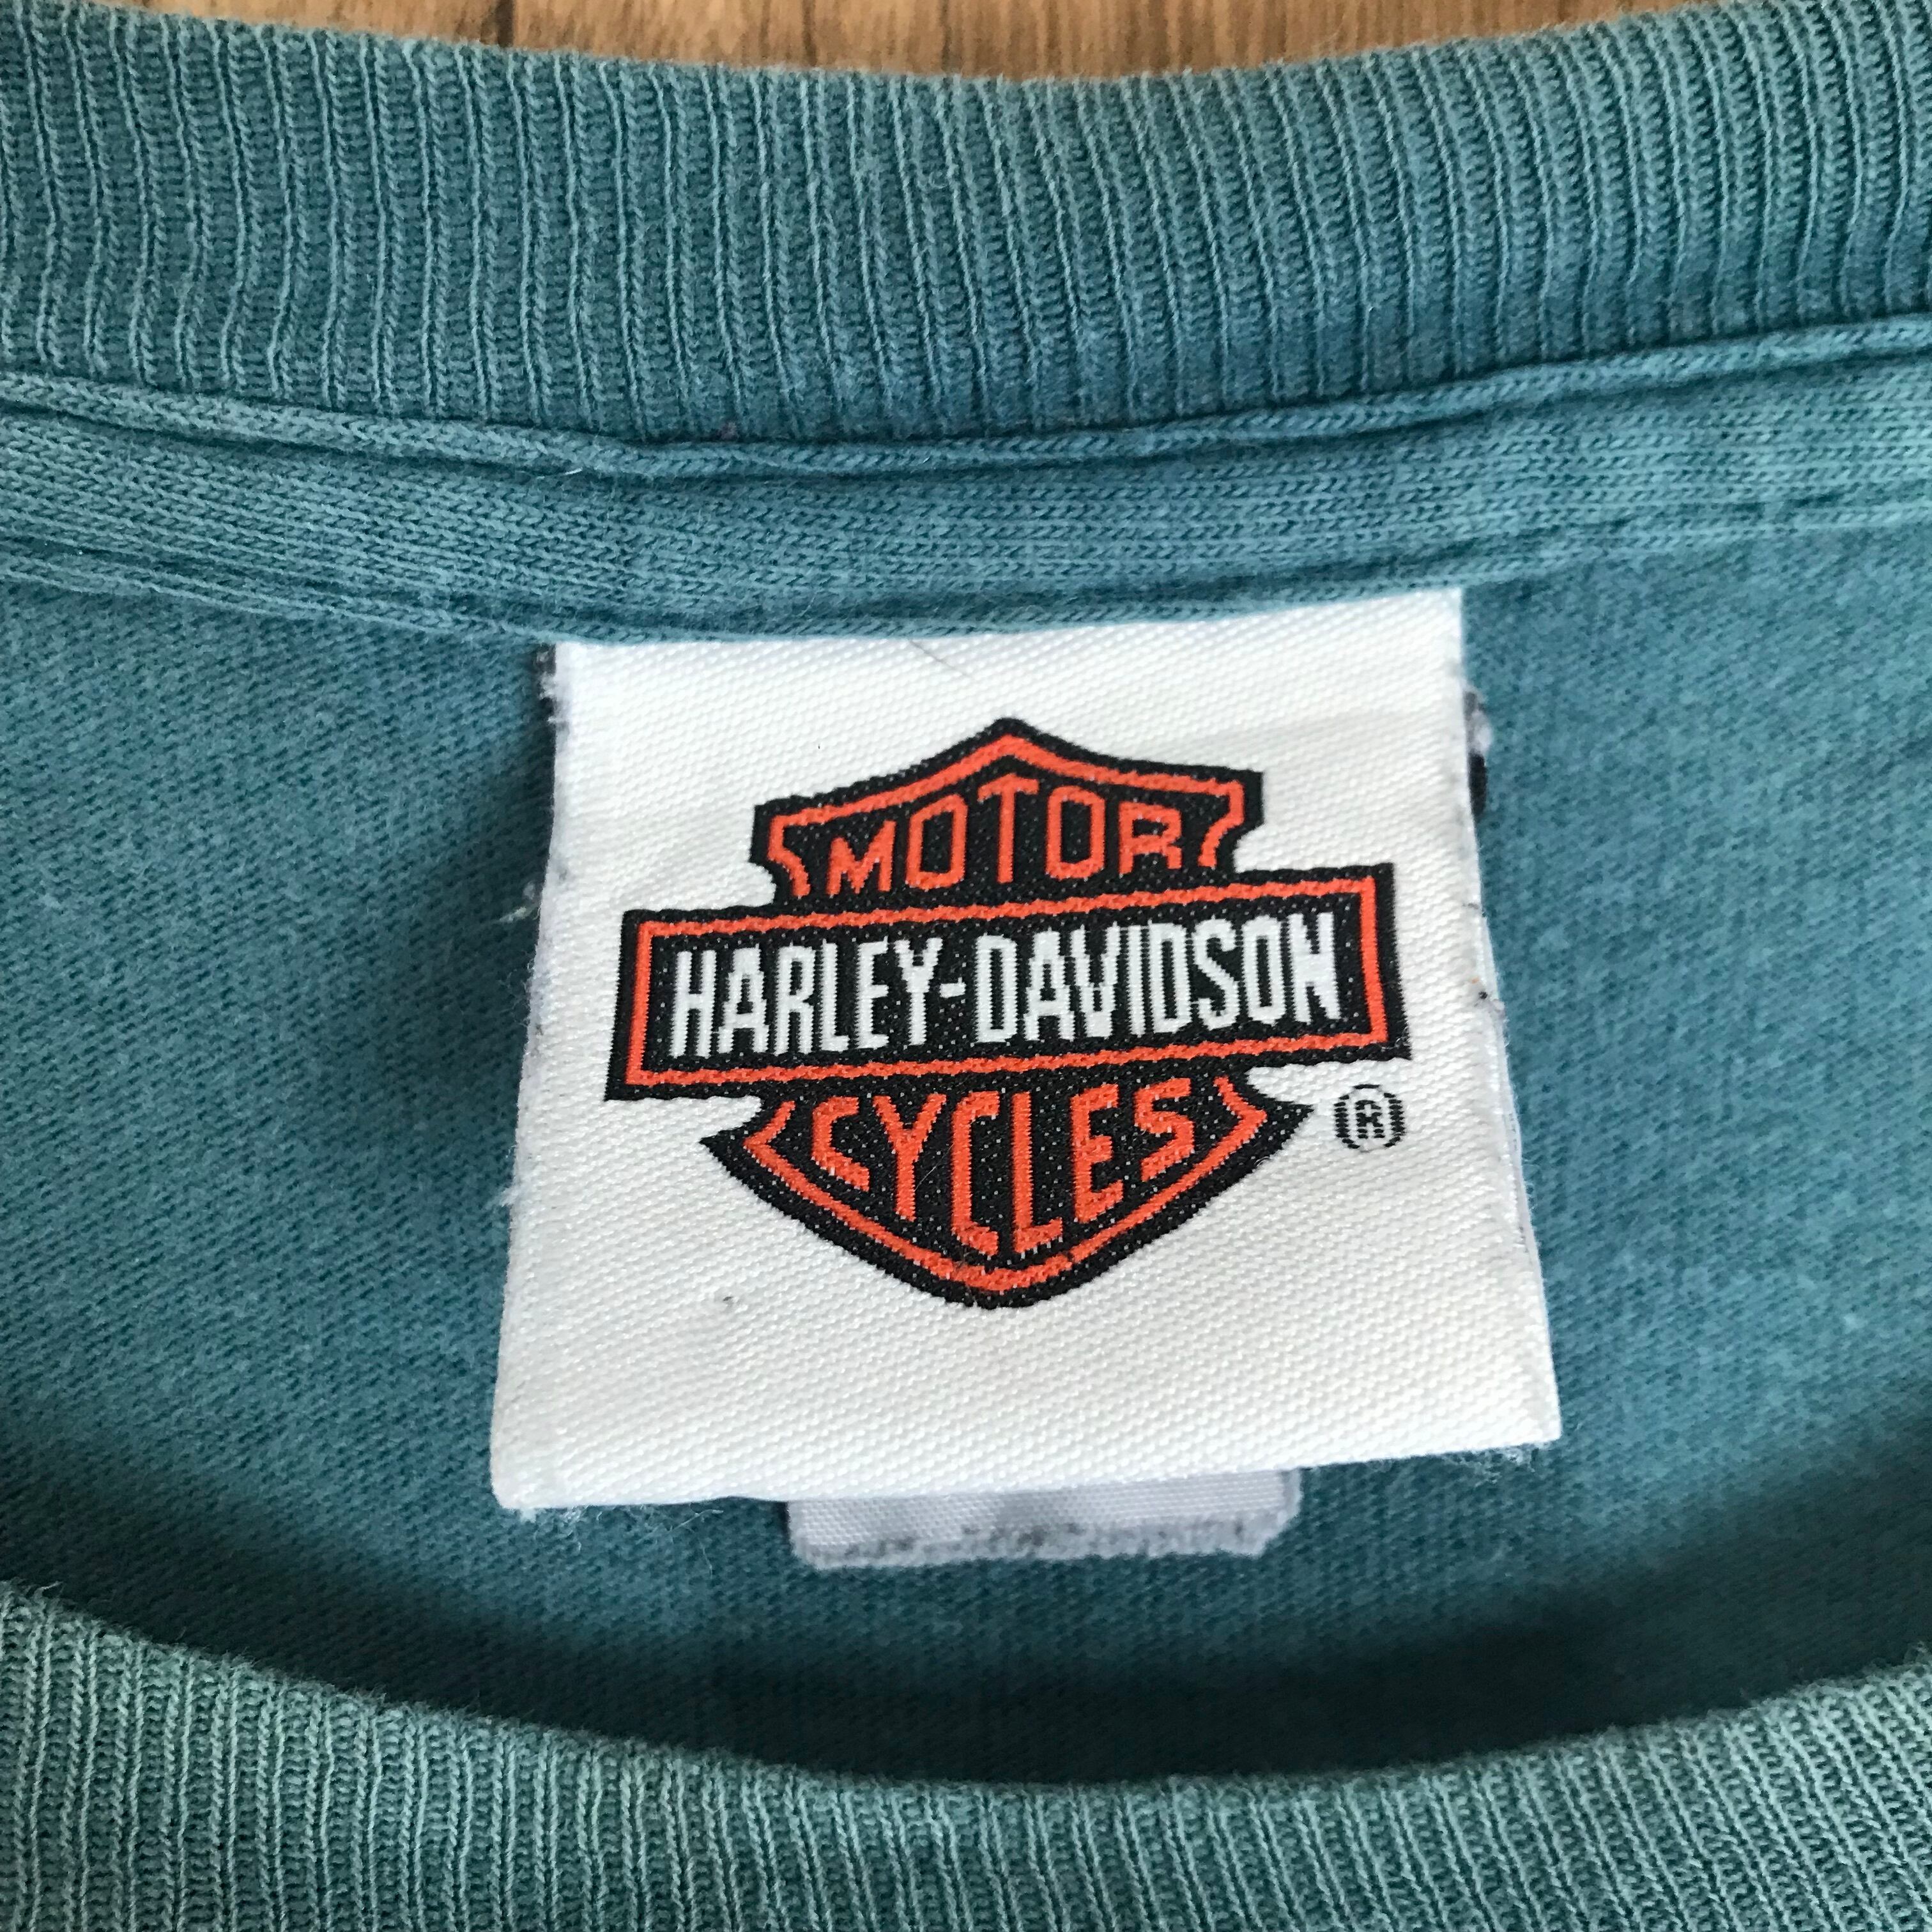 MOTOR
HARLEY-DAVIDSON
CYCLES
®